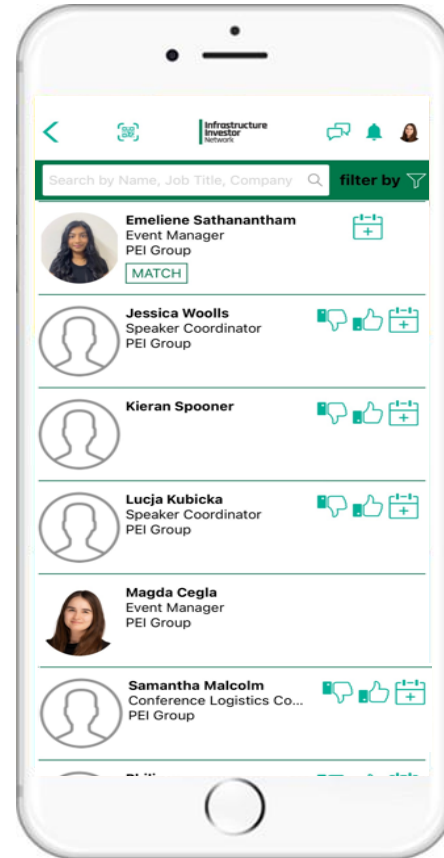 Infrastructure
Investor
Network
Search by Name, Job Title, Company
filter by
Emeliene Sathanantham
Event Manager
PEI Group
MATCH
Jessica Woolls
Speaker Coordinator
PEI Group
Kieran Spooner
Lucja Kubicka
Speaker Coordinator
PEI Group
Magda Cegla
Event Manager
PEI Group
Samantha Malcolm
Conference Logistics Co...
PEI Group